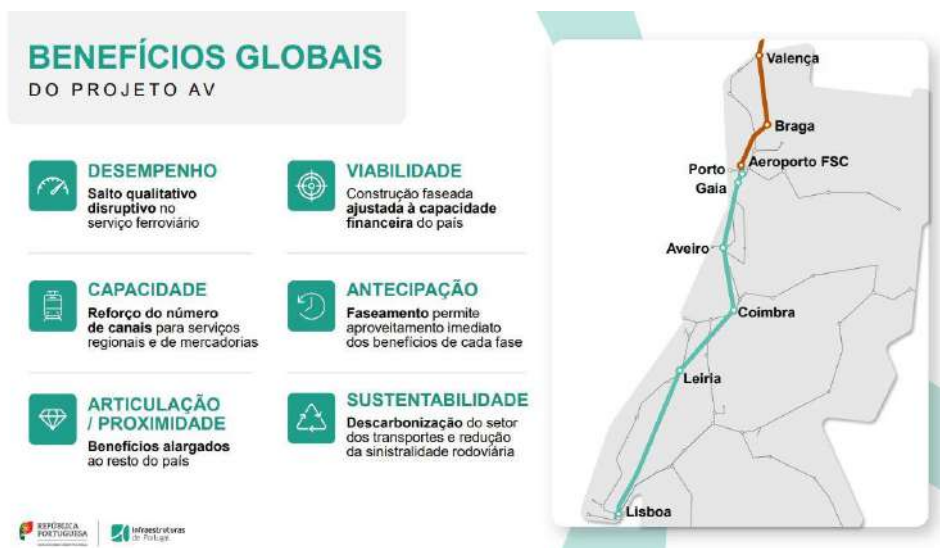 BENEFÍCIOS GLOBAIS
DO PROJETO AV
DESEMPENHO
Salto qualitativo
disruptivo no
serviço ferroviário
VIABILIDADE
Construção faseada
ajustada à capacidade
financeira do país
CAPACIDADE
Reforço do número
de canais para serviços
regionais e de mercadorias
ANTECIPAÇÃO
Faseamento permite
aproveitamento imediato
dos benefícios de cada fase
ARTICULAÇÃO
/ PROXIMIDADE
Benefícios alargados
ao resto do país
SUSTENTABILIDADE
Descarbonização do setor
dos transportes e redução
da sinistralidade rodoviária
REPÚBLICA
PORTUGUESA
Infraestruturas
de Portugal
Valença
Braga
Aeroporto FSC
Porto
Gaia
Aveiro
Coimbra
Leiria
Lisboa